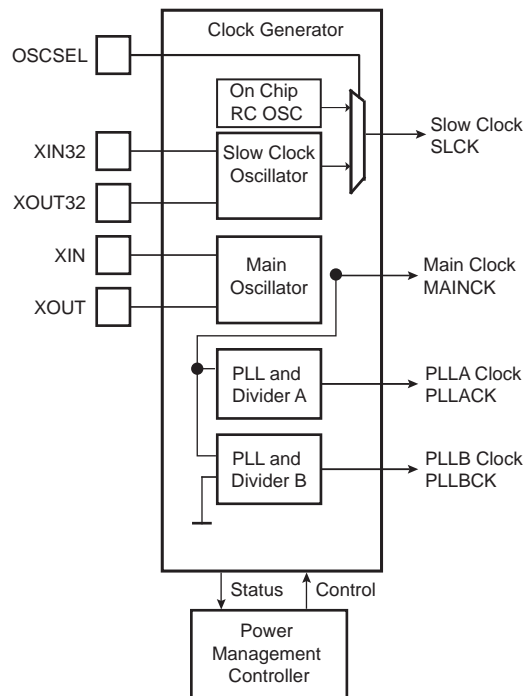 Clock Generator
OSCSEL
On Chip
RC OSC
Slow Clock
SLCK
XIN32
Slow Clock
Oscillator
XOUT32
XIN
Main
Oscillator
Main Clock
MAINCK
XOUT
PLL and
Divider A
PLLA Clock
PLLACK
PLL and
Divider B
PLLB Clock
PLLBCK
Status
Control
Power
Management
Controller